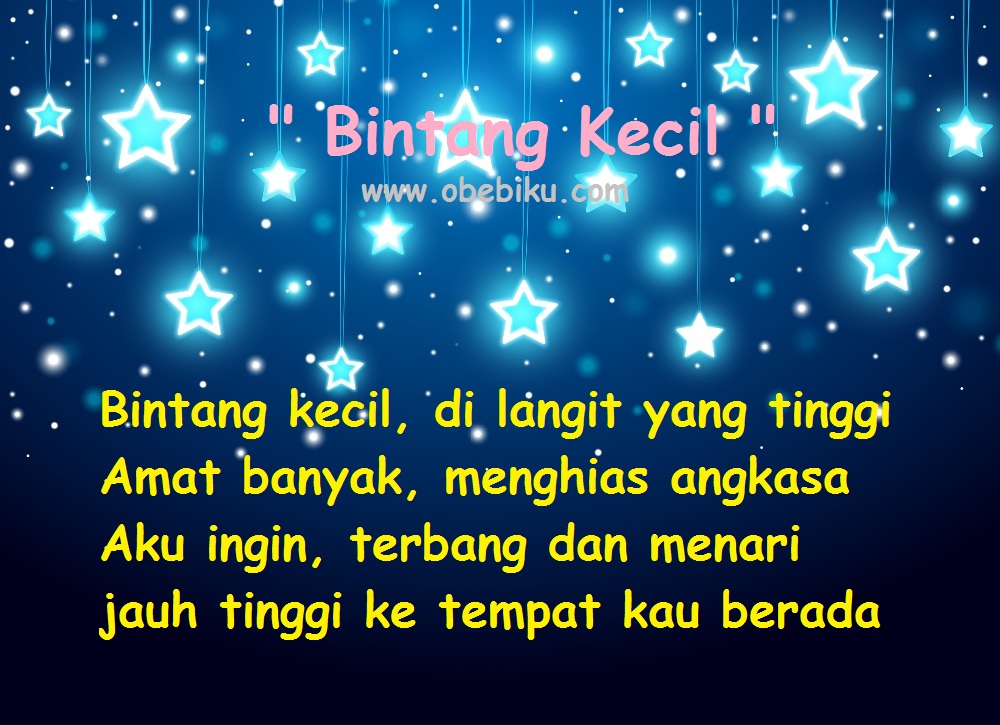 " Bintang Kecil "
www.obebiku.com
Bintang kecil, di langit yang tinggi
Amat banyak, menghias angkasa
Aku ingin, terbang dan menari
jauh tinggi ke tempat kau berada